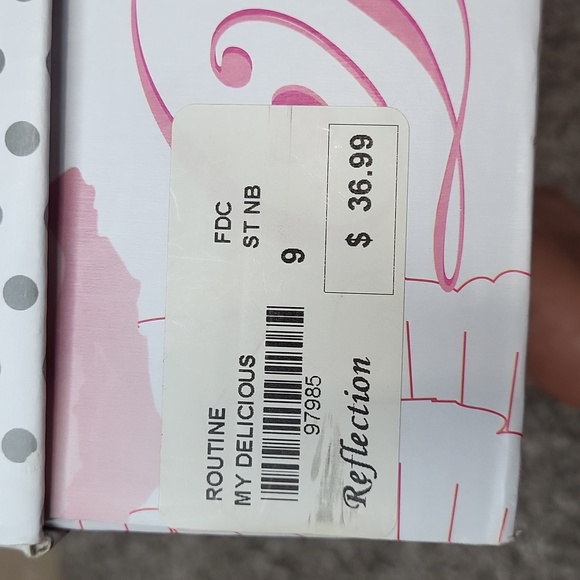 ROUTINE FDC
MY DELICIOUS ST NB
9
97985
Reflection $ 36.99